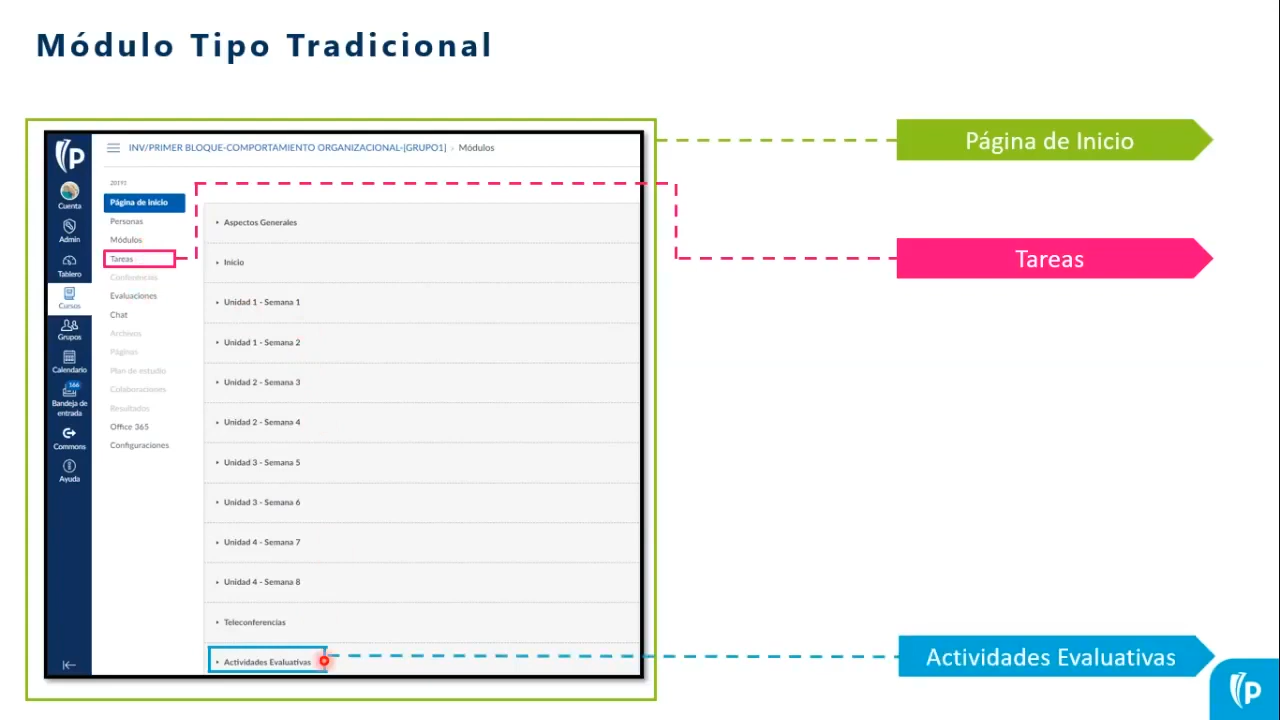 Módulo Tipo Tradicional
INV/PRIMER BLOQUE-COMPORTAMIENTO ORGANIZACIONAL-[GRUPO1] › Módulos
Cuenta
Admin
Tablero
Cursos
Grupos
Calendario
166
Bandeja de
entrada
Commons
Ayuda
Página de Inicio
Personas
Módulos
Tareas
Conferencias
Evaluaciones
Chat
Archivos
Páginas
Plan de estudio
Colaboraciones
Resultados
Office 365
Configuraciones
Aspectos Generales
Inicio
Unidad 1 - Semana 1
Unidad 1 - Semana 2
Unidad 2 - Semana 3
Unidad 2 - Semana 4
Unidad 3 - Semana 5
Unidad 3 - Semana 6
Unidad 4 - Semana 7
Unidad 4 - Semana 8
Teleconferencias
Actividades Evaluativas
Página de Inicio
Tareas
Actividades Evaluativas